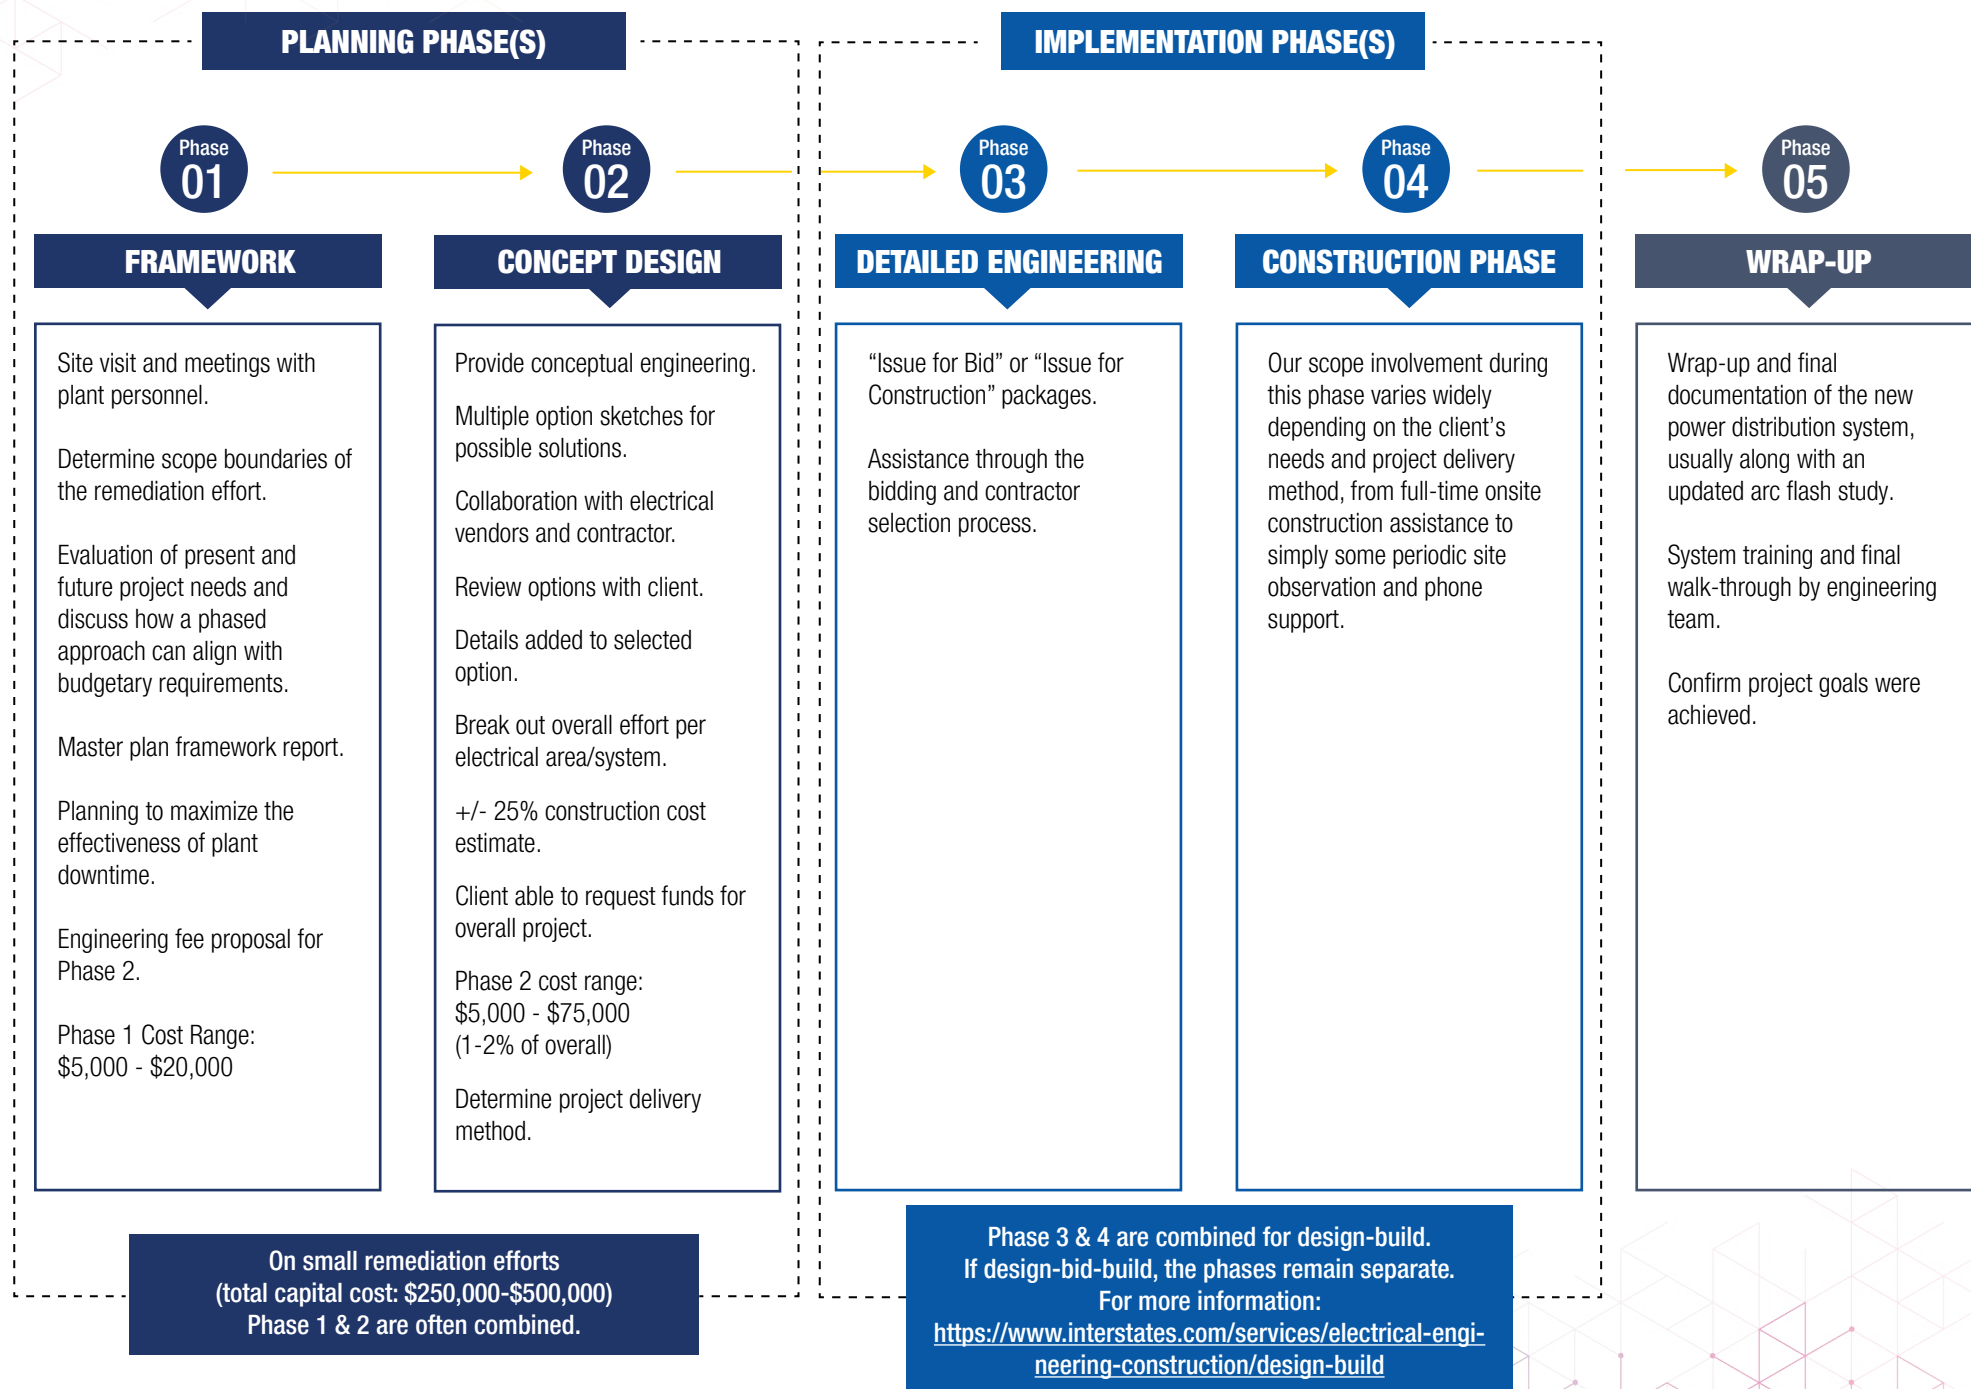 PLANNING PHASE(S)
IMPLEMENTATION PHASE(S)
Phase
01
Phase
02
Phase
03
Phase
04
Phase
05
FRAMEWORK
Site visit and meetings with
plant personnel.
Determine scope boundaries of
the remediation effort.
Evaluation of present and
future project needs and
discuss how a phased
approach can align with
budgetary requirements.
Master plan framework report.
Planning to maximize the
effectiveness of plant
downtime.
Engineering fee proposal for
Phase 2.
Phase 1 Cost Range:
$5,000 - $20,000
CONCEPT DESIGN
Provide conceptual engineering.
Multiple option sketches for
possible solutions.
Collaboration with electrical
vendors and contractor.
Review options with client.
Details added to selected
option.
Break out overall effort per
electrical area/system.
+/- 25% construction cost
estimate.
Client able to request funds for
overall project.
Phase 2 cost range:
$5,000 - $75,000
(1-2% of overall)
Determine project delivery
method.
DETAILED ENGINEERING
“Issue for Bid” or “Issue for
Construction” packages.
Assistance through the
bidding and contractor
selection process.
CONSTRUCTION PHASE
Our scope involvement during
this phase varies widely
depending on the client’s
needs and project delivery
method, from full-time onsite
construction assistance to
simply some periodic site
observation and phone
support.
WRAP-UP
Wrap-up and final
documentation of the new
power distribution system,
usually along with an
updated arc flash study.
System training and final
walk-through by engineering
team.
Confirm project goals were
achieved.
On small remediation efforts
(total capital cost: $250,000-$500,000)
Phase 1 & 2 are often combined.
Phase 3 & 4 are combined for design-build.
If design-bid-build, the phases remain separate.
For more information:
https://www.interstates.com/services/electrical-engi-
neering-construction/design-build